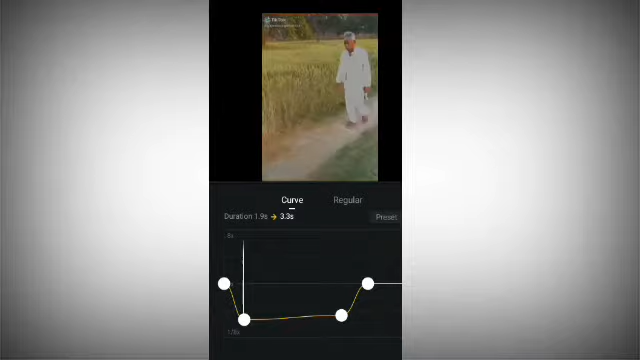 Curve Regular
Duration 1.9s → 3.3s Preset